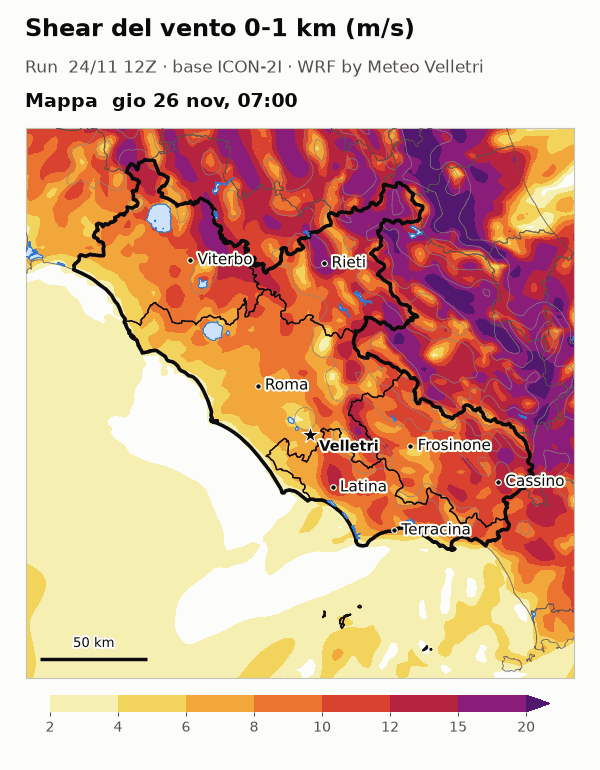 Shear del vento 0-1 km (m/s)
Run  24/11 12Z · base ICON-2I · WRF by Meteo Velletri
Mappa  gio 26 nov, 07:00
Viterbo
Rieti
Roma
Velletri
Frosinone
Latina
Cassino
Terracina
50 km
2 4 6 8 10 12 15 20